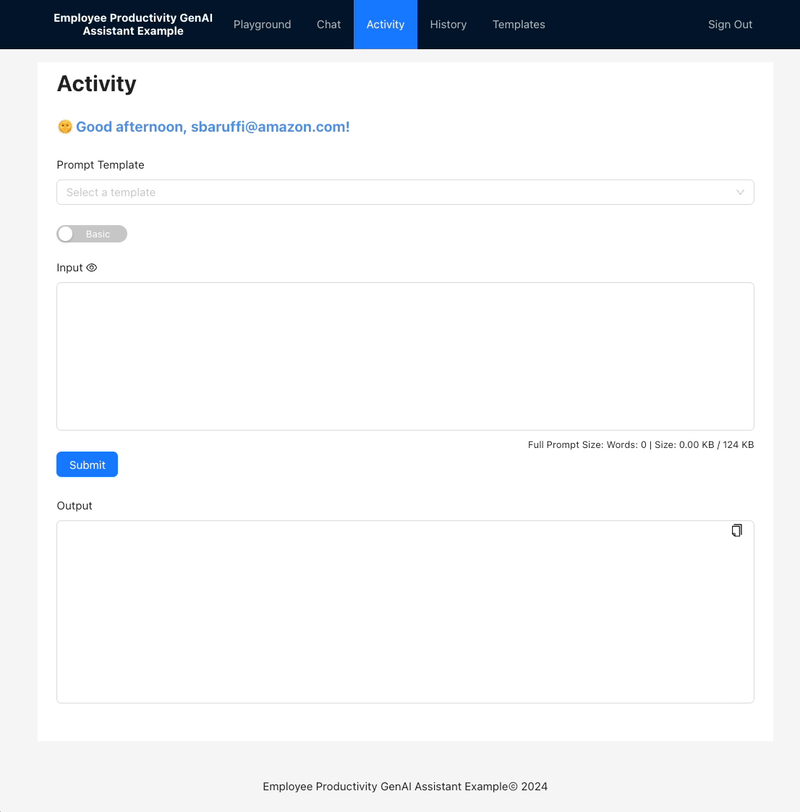 Employee Productivity GenAI
Assistant Example
Playground
Chat
Activity
History
Templates
Sign Out
Activity
Good afternoon, sbaruffi@amazon.com!
Prompt Template
Select a template
Basic
Input
Full Prompt Size: Words: 0 | Size: 0.00 KB / 124 KB
Submit
Output
Employee Productivity GenAI Assistant Example© 2024